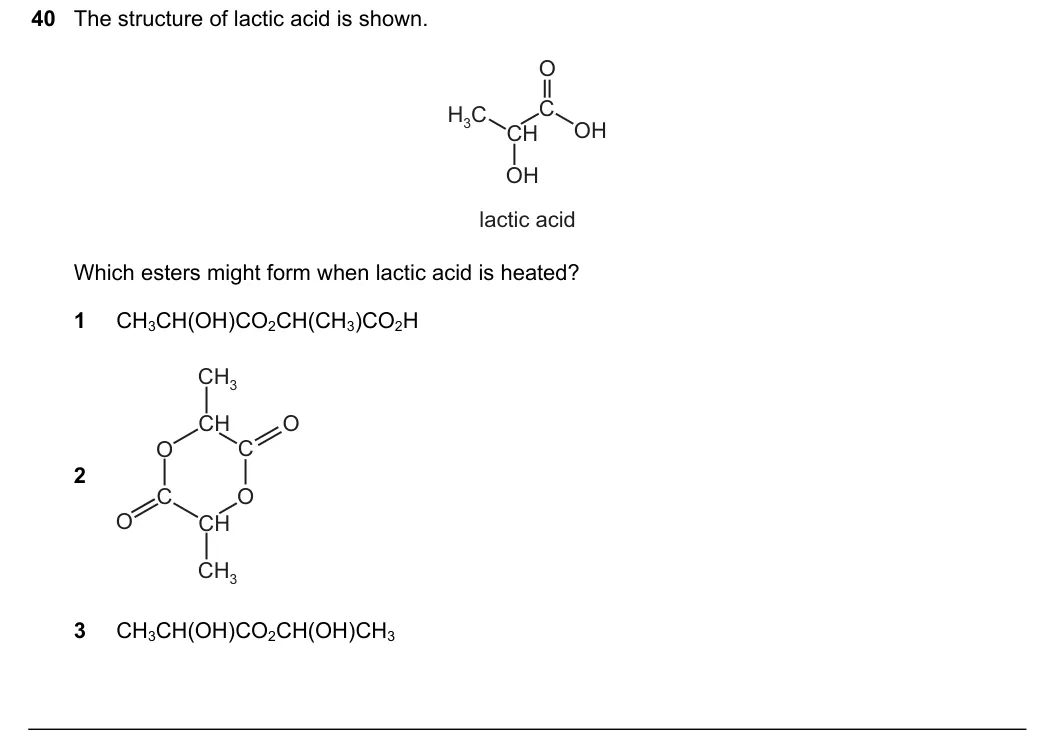 40 The structure of lactic acid is shown.
O
C
H₃C
CH
OH
OH
lactic acid
Which esters might form when lactic acid is heated?
1 CH₃CH(OH)CO₂CH(CH₃)CO₂H
CH₃
CH
O
O
C
2
C
O
O
CH
CH₃
3 CH₃CH(OH)CO₂CH(OH)CH₃